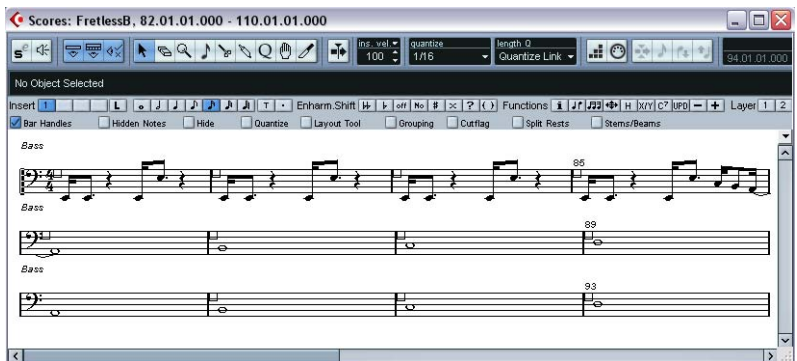 Scores: FretlessB, 82.01.01.000 - 110.01.01.000
ins. vel. quantize length Q
100 1/16 Quantize Link 94.01.01.000
No Object Selected
Insert 1 L T Enharm.Shift off No # x ? ( ) Functions i H X/Y C7 UPD - + Layer 1 2
Bar Handles Hidden Notes Hide Quantize Layout Tool Grouping Cutflag Split Rests Stems/Beams
Bass
85
4
4
Bass
89
Bass
93